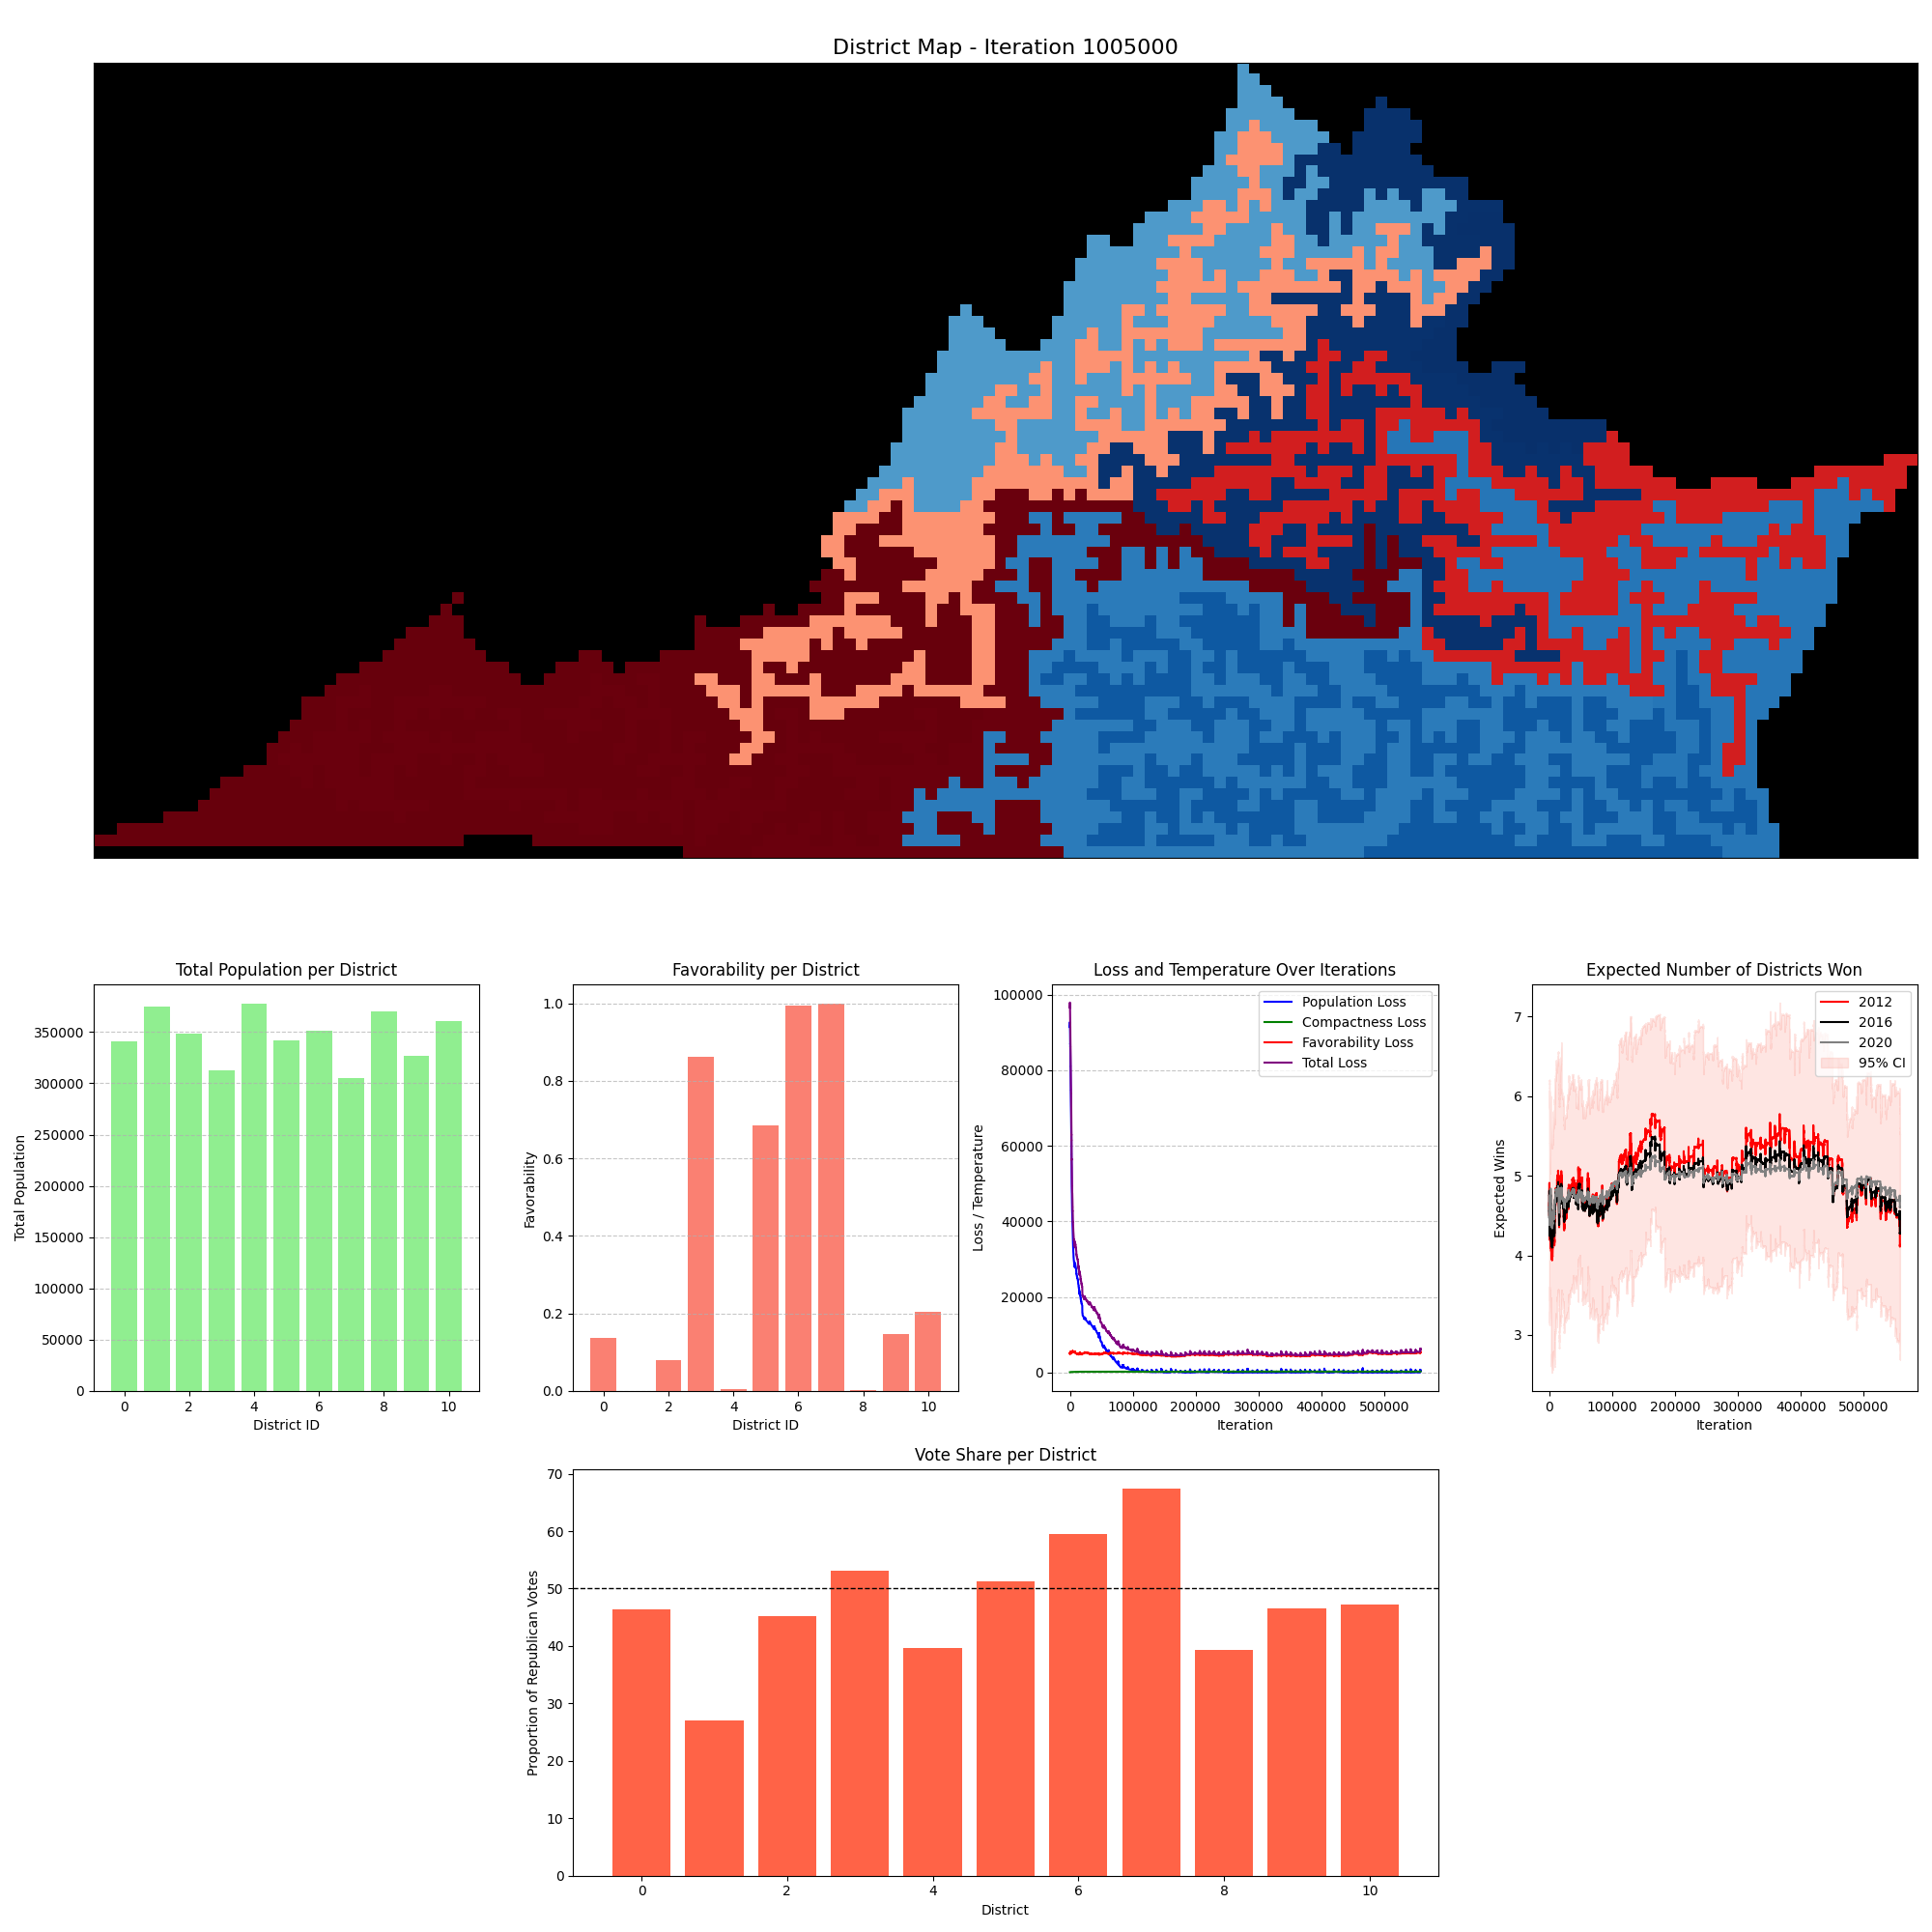 District Map - Iteration 1005000
Total Population per District
Total Population
350000
300000
250000
200000
150000
100000
50000
0
0 2 4 6 8 10
District ID
Favorability per District
Favorability
1.0
0.8
0.6
0.4
0.2
0.0
0 2 4 6 8 10
District ID
Loss and Temperature Over Iterations
Loss / Temperature
100000
80000
60000
40000
20000
0
Population Loss
Compactness Loss
Favorability Loss
Total Loss
0 100000 200000 300000 400000 500000
Iteration
Expected Number of Districts Won
Expected Wins
7
6
5
4
3
2012
2016
2020
95% CI
0 100000 200000 300000 400000 500000
Iteration
Vote Share per District
Proportion of Republican Votes
70
60
50
40
30
20
10
0
0 2 4 6 8 10
District